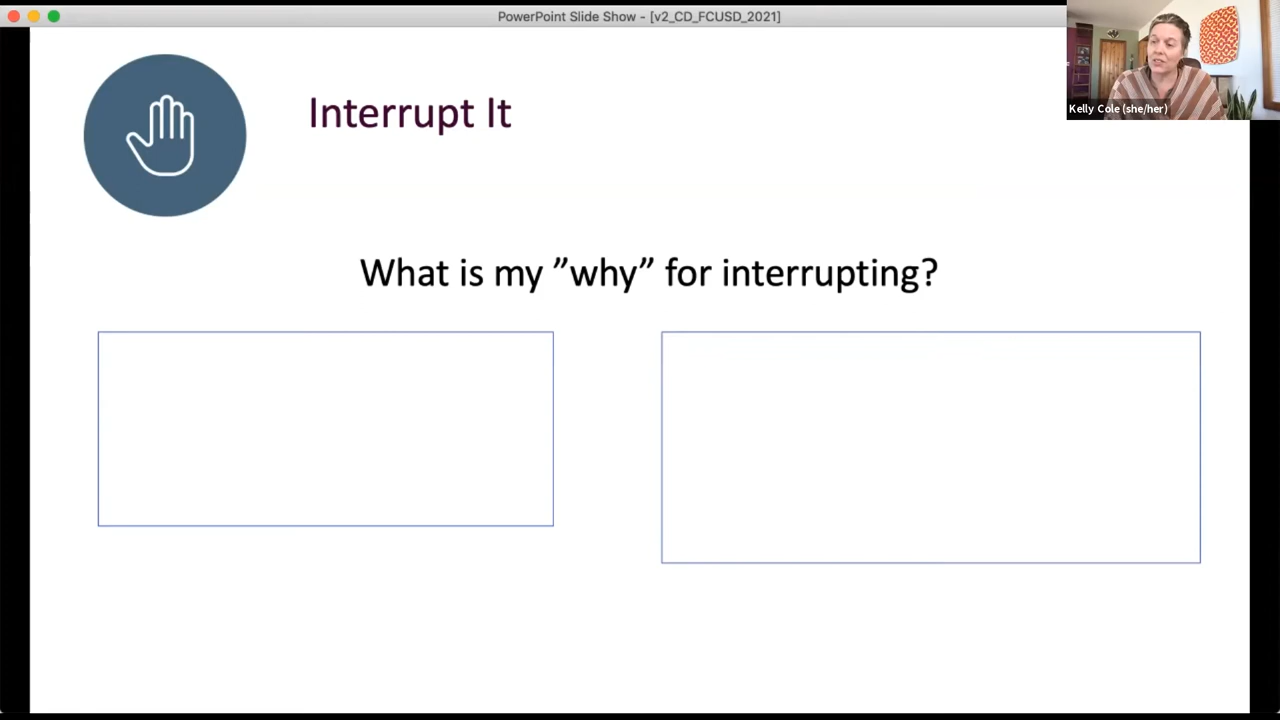 PowerPoint Slide Show - [v2_CD_FCUSD_2021]
Kelly Cole (she/her)
Interrupt It
What is my ”why” for interrupting?